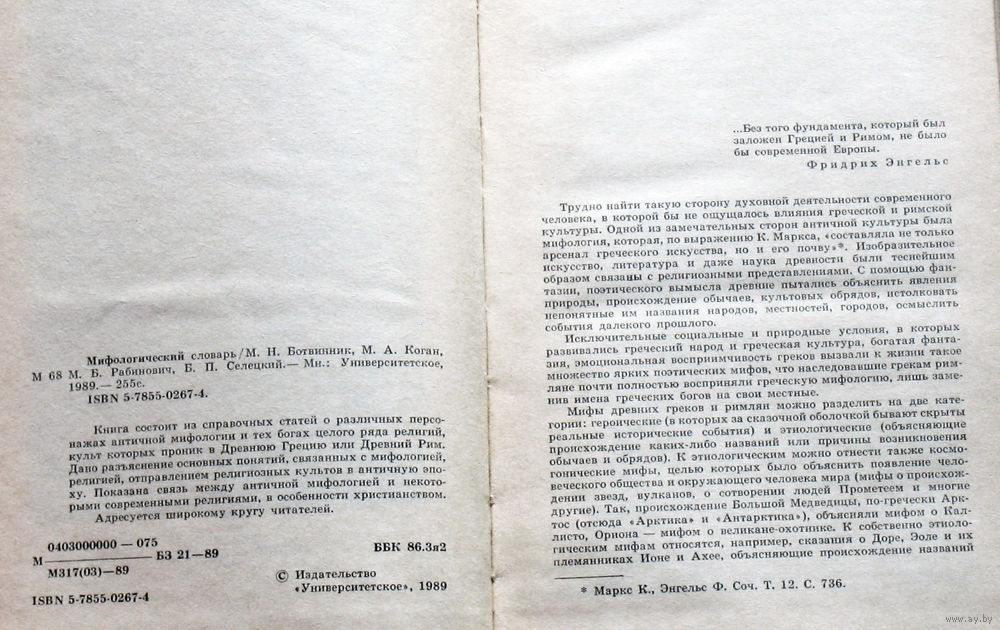 Мифологический словарь/М. Н. Ботвинник, М. А. Коган,
М 68 М. Б. Рабинович, Б. П. Селецкий.— Мн.: Университетское,
1989.— 255с.
ISBN 5-7855-0267-4.
Книга состоит из справочных статей о различных персо-
нажах античной мифологии и тех богах целого ряда религий,
культ которых проник в Древнюю Грецию или Древний Рим.
Дано разъяснение основных понятий, связанных с мифологией,
религией, отправлением религиозных культов в античную эпо-
ху. Показана связь между античной мифологией и некото-
рыми современными религиями, в особенности христианством.
Адресуется широкому кругу читателей.
0403000000 — 075
М БЗ 21—89
М317(03)—89
ББК 86.3я2
ISBN 5-7855-0267-4
© Издательство
«Университетское», 1989
...Без того фундамента, который был
заложен Грецией и Римом, не было
бы современной Европы.
Фридрих Энгельс
Трудно найти такую сторону духовной деятельности современного
человека, в которой бы не ощущалось влияния греческой и римской
культуры. Одной из замечательных сторон античной культуры была
мифология, которая, по выражению К. Маркса, «составляла не только
арсенал греческого искусства, но и его почву»*. Изобразительное
искусство, литература и даже наука древности были теснейшим
образом связаны с религиозными представлениями. С помощью фан-
тазии, поэтического вымысла древние пытались объяснить явления
природы, происхождение обычаев, культовых обрядов, истолковать
непонятные им названия народов, местностей, городов, осмыслить
события далекого прошлого.
Исключительные социальные и природные условия, в которых
развивались греческий народ и греческая культура, богатая фанта-
зия, эмоциональная восприимчивость греков вызвали к жизни такое
множество ярких поэтических мифов, что наследовавшие грекам рим-
ляне почти полностью восприняли греческую мифологию, лишь заме-
нив имена греческих богов на свои местные.
Мифы древних греков и римлян можно разделить на две кате-
гории: героические (в которых за сказочной оболочкой бывают скрыты
реальные исторические события) и этиологические (объясняющие
происхождение каких-либо названий или причины возникновения
обычаев и обрядов). К этиологическим можно отнести также космо-
гонические мифы, целью которых было объяснить появление чело-
веческого общества и окружающего человека мира (мифы о происхож-
дении звезд, вулканов, о сотворении людей Прометеем и многие
другие). Так, происхождение Большой Медведицы, по-гречески Арк-
тос (отсюда «Арктика» и «Антарктика»), объясняли мифом о Кал-
листо, Ориона — мифом о великане-охотнике. К собственно этиоло-
гическим мифам относятся, например, сказания о Доре, Эоле и их
племянниках Ионе и Ахее, объясняющие происхождение названий
* Маркс К., Энгельс Ф. Соч. Т. 12. С. 736.
www.ay.by